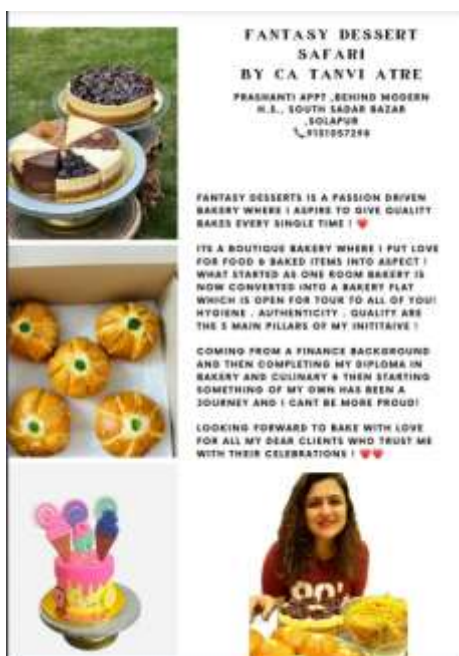 FANTASY DESSERT
SAFARI
BY CA TANVI ATRE
PRASHANTI APPT ,BEHIND MODERN
H.S., SOUTH SADAR BAZAR
,SOLAPUR
📞9151057298
FANTASY DESSERTS IS A PASSION DRIVEN
BAKERY WHERE I ASPIRE TO GIVE QUALITY
BAKES EVERY SINGLE TIME ! ❤️
ITS A BOUTIQUE BAKERY WHERE I PUT LOVE
FOR FOOD & BAKED ITEMS INTO ASPECT !
WHAT STARTED AS ONE ROOM BAKERY IS
NOW CONVERTED INTO A BAKERY FLAT
WHICH IS OPEN FOR TOUR TO ALL OF YOU!
HYGIENE , AUTHENTICITY , QUALITY ARE
THE 3 MAIN PILLARS OF MY INITITAIVE !
COMING FROM A FINANCE BACKGROUND
AND THEN COMPLETING MY DIPLOMA IN
BAKERY AND CULINARY & THEN STARTING
SOMETHING OF MY OWN HAS BEEN A
JOURNEY AND I CANT BE MORE PROUD!
LOOKING FORWARD TO BAKE WITH LOVE
FOR ALL MY DEAR CLIENTS WHO TRUST ME
WITH THEIR CELEBRATIONS ! ❤️❤️